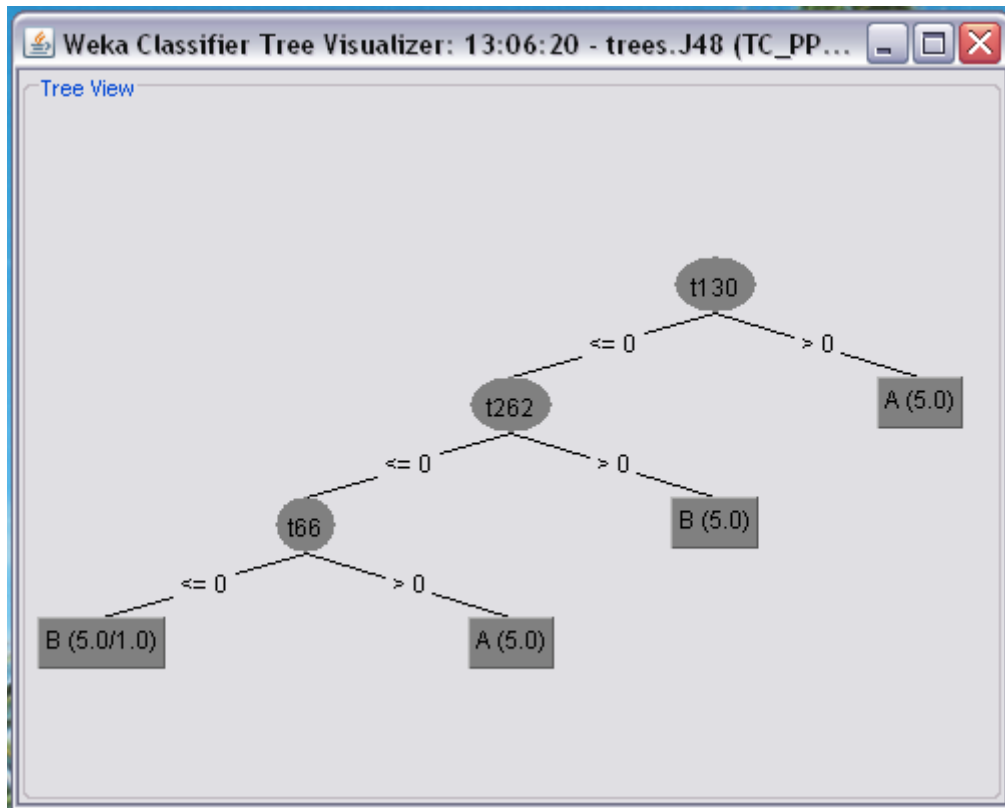 Weka Classifier Tree Visualizer: 13:06:20 - trees.J48 (TC_PP...
Tree View
t130
<= 0
> 0
t262
A (5.0)
<= 0
> 0
t66
B (5.0)
<= 0
> 0
B (5.0/1.0)
A (5.0)